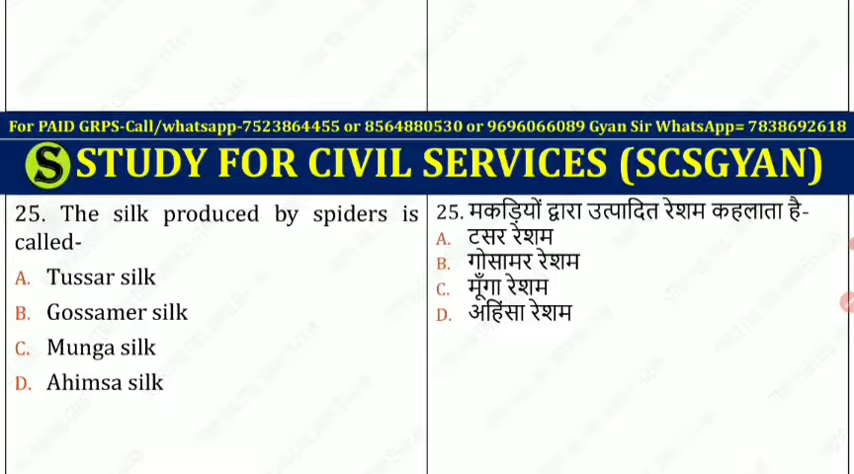 For PAID GRPS-Call/whatsapp-7523864455 or 8564880530 or 9696066089 Gyan Sir WhatsApp= 7838692618
S STUDY FOR CIVIL SERVICES (SCSGYAN)
25. The silk produced by spiders is
called-
A. Tussar silk
B. Gossamer silk
C. Munga silk
D. Ahimsa silk
25. मकड़ियों द्वारा उत्पादित रेशम कहलाता है-
A. टसर रेशम
B. गोसामर रेशम
C. मूँगा रेशम
D. अहिंसा रेशम